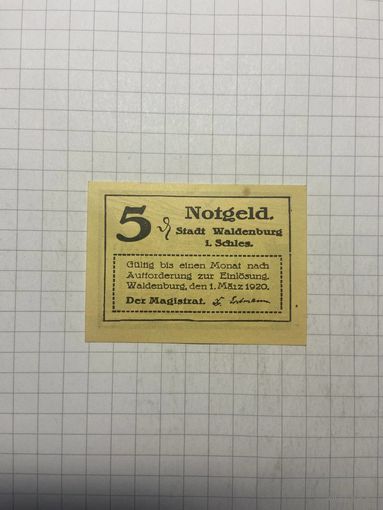 5 ₰ Notgeld.
Stadt Waldenburg
i. Schles.
Gültig bis einen Monat nach
Aufforderung zur Einlösung.
Waldenburg, den 1. März 1920.
Der Magistrat.